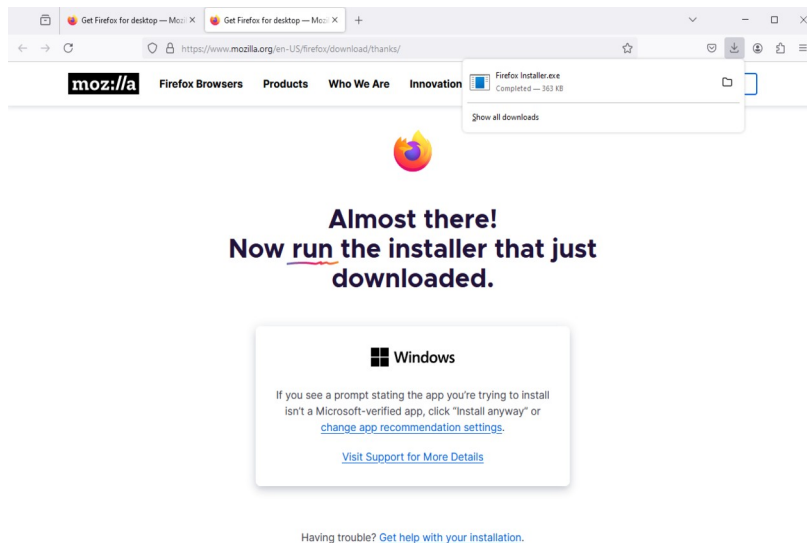 Get Firefox for desktop — Mozi
Get Firefox for desktop — Mozi
https://www.mozilla.org/en-US/firefox/download/thanks/
moz://a
Firefox Browsers
Products
Who We Are
Innovation
Firefox Installer.exe
Completed — 363 KB
Show all downloads
Almost there!
Now run the installer that just
downloaded.
Windows
If you see a prompt stating the app you're trying to install
isn't a Microsoft-verified app, click "Install anyway" or
change app recommendation settings.
Visit Support for More Details
Having trouble? Get help with your installation.